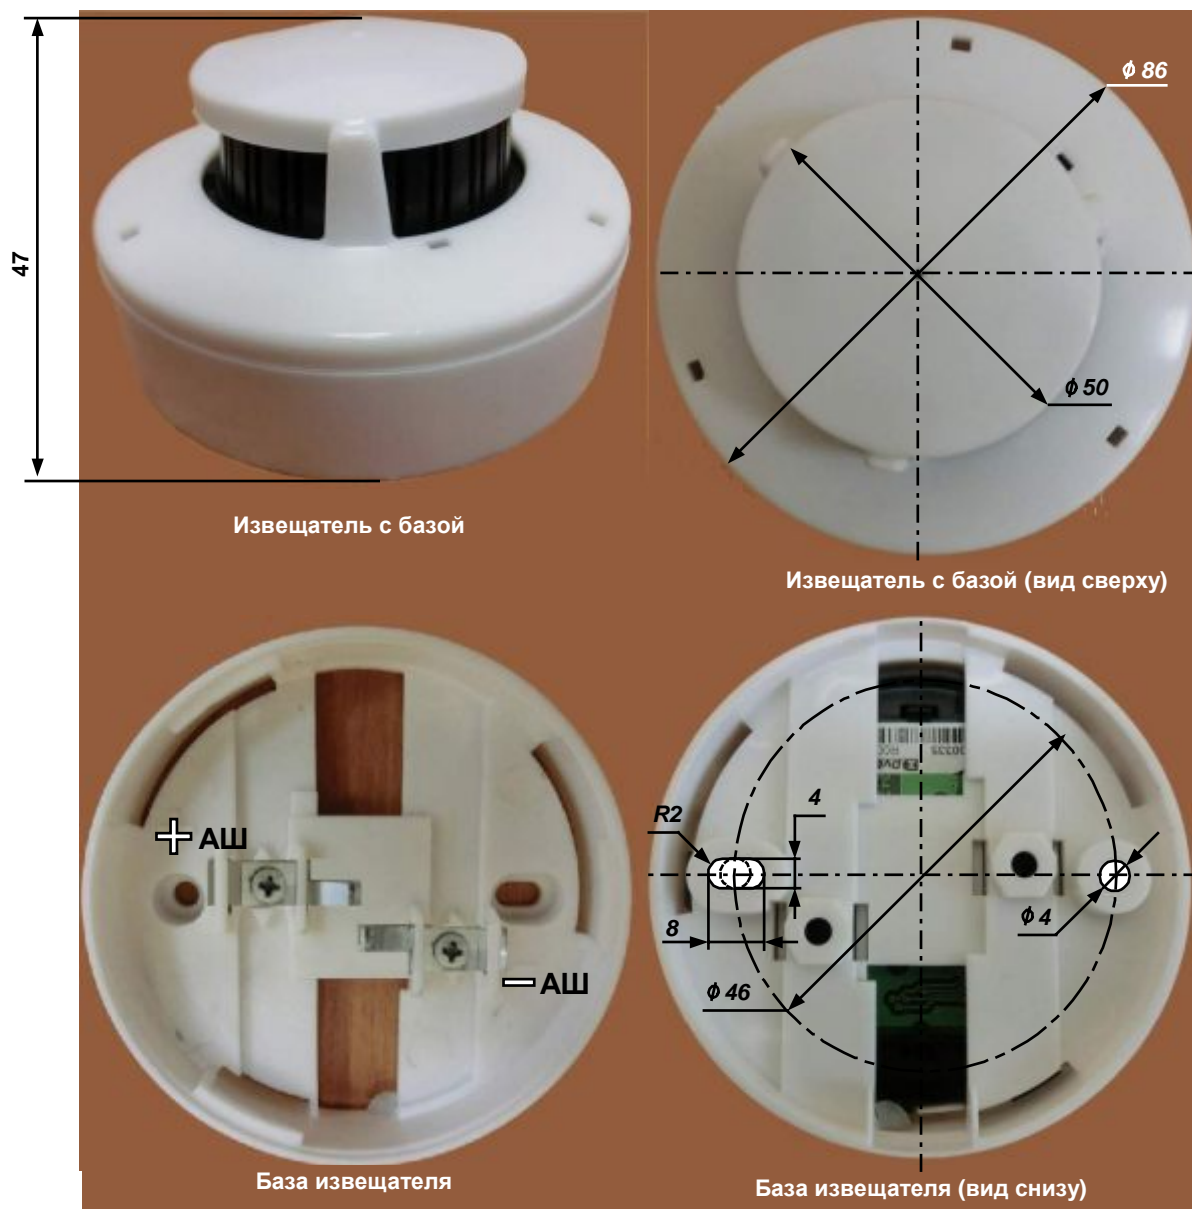 47
ϕ 86
ϕ 50
Извещатель с базой
Извещатель с базой (вид сверху)
+ АШ
− АШ
R2
4
8
ϕ 4
ϕ 46
База извещателя
База извещателя (вид снизу)